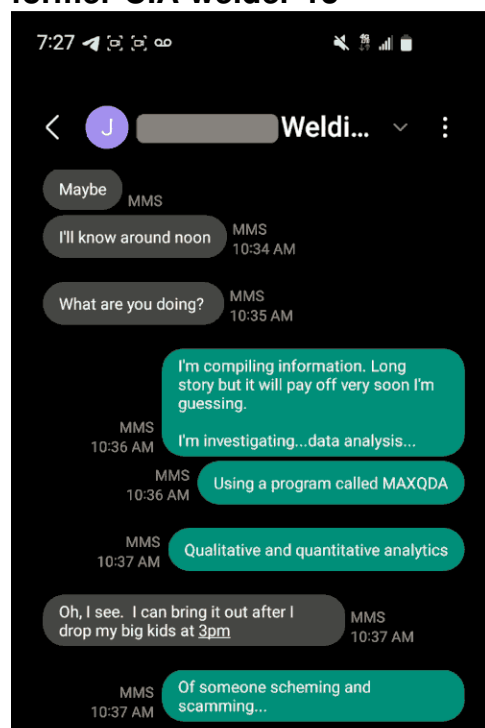 7:27
J
Weldi...
Maybe
MMS
I'll know around noon
MMS
10:34 AM
What are you doing?
MMS
10:35 AM
I'm compiling information. Long
story but it will pay off very soon I'm
guessing.
I'm investigating...data analysis...
MMS
10:36 AM
Using a program called MAXQDA
MMS
10:36 AM
Qualitative and quantitative analytics
MMS
10:37 AM
Oh, I see.  I can bring it out after I
drop my big kids at 3pm
MMS
10:37 AM
Of someone scheming and
scamming...
MMS
10:37 AM